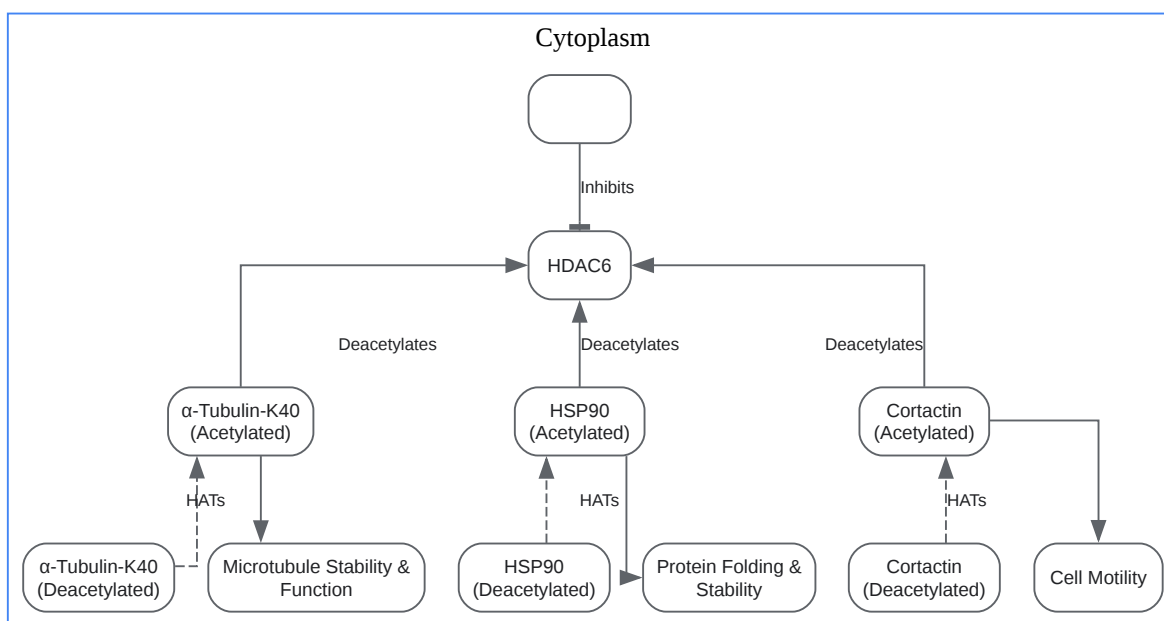 Cytoplasm
Inhibits
HDAC6
Deacetylates
Deacetylates
Deacetylates
α-Tubulin-K40
(Acetylated)
HSP90
(Acetylated)
Cortactin
(Acetylated)
HATs
HATs
HATs
α-Tubulin-K40
(Deacetylated)
Microtubule Stability &
Function
HSP90
(Deacetylated)
Protein Folding &
Stability
Cortactin
(Deacetylated)
Cell Motility